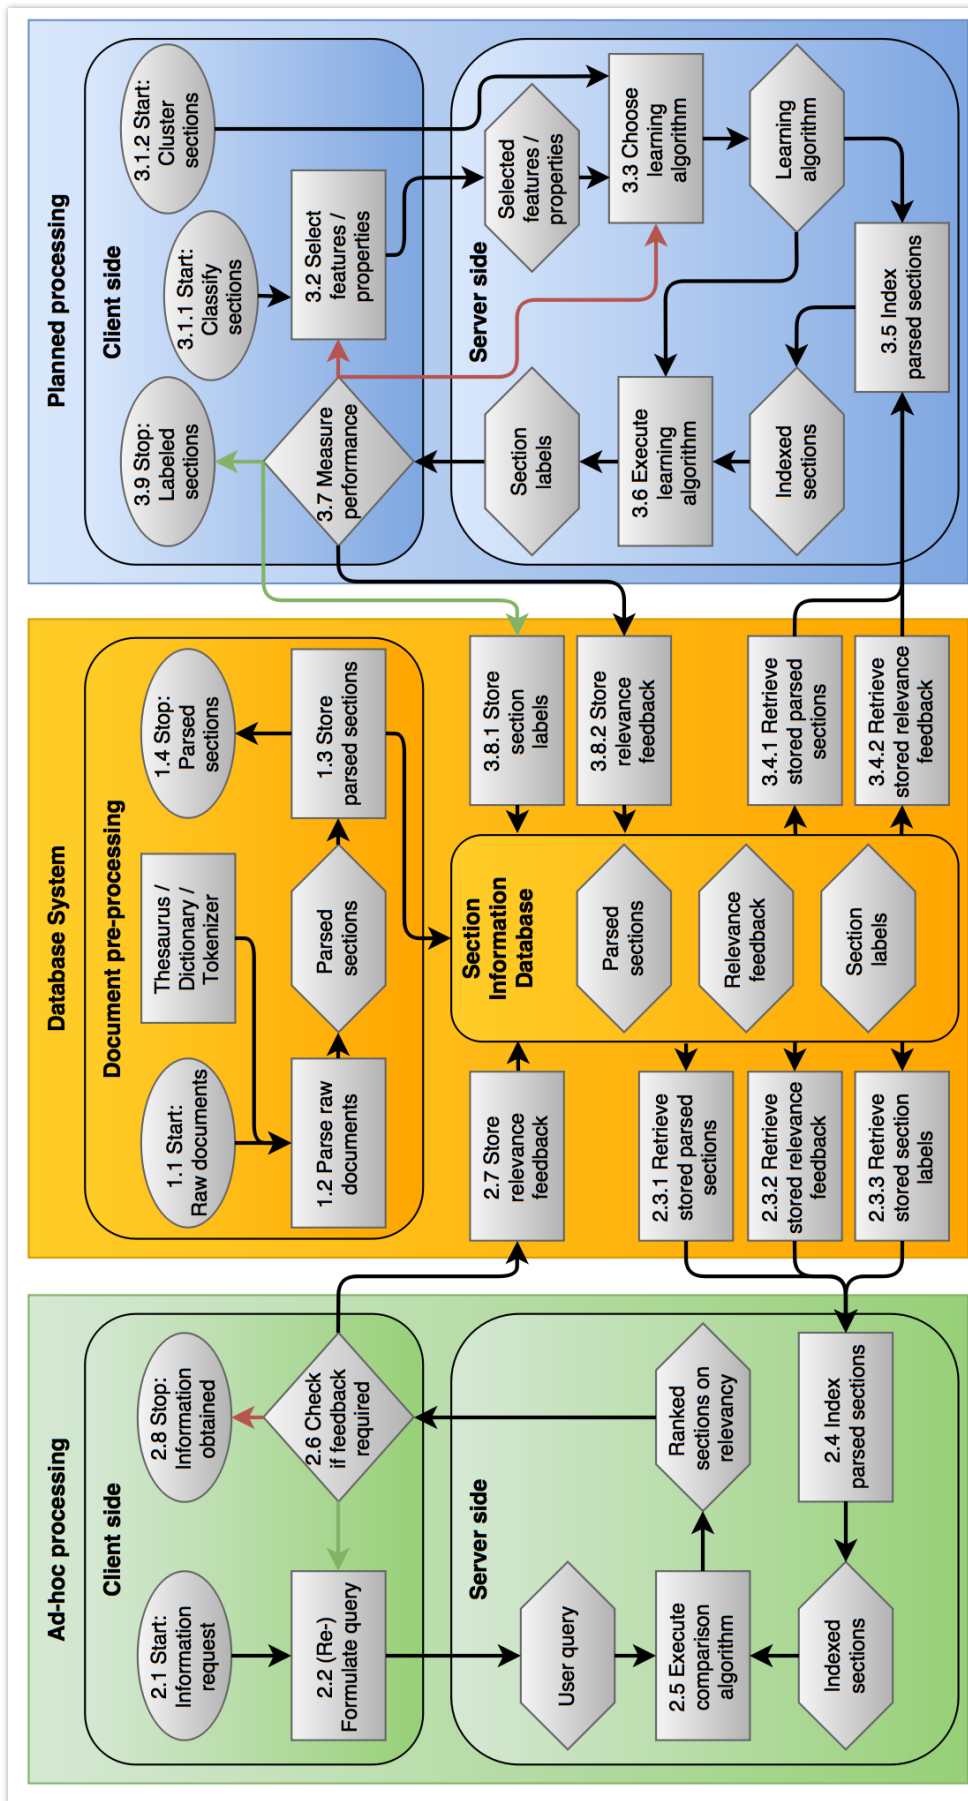 Ad-hoc processing
Client side
2.1 Start:
Information
request
2.8 Stop:
Information
obtained
2.2 (Re-)
Formulate query
2.6 Check
if feedback
required
Server side
User query
2.5 Execute
comparison
algorithm
Ranked
sections on
relevancy
Indexed
sections
2.4 Index
parsed sections
Database System
Document pre-processing
1.1 Start:
Raw documents
Thesaurus /
Dictionary /
Tokenizer
1.4 Stop:
Parsed
sections
1.2 Parse raw
documents
Parsed
sections
1.3 Store
parsed sections
2.7 Store
relevance
feedback
2.3.1 Retrieve
stored parsed
sections
2.3.2 Retrieve
stored relevance
feedback
2.3.3 Retrieve
stored section
labels
Section
Information
Database
Parsed
sections
Relevance
feedback
Section
labels
3.8.1 Store
section
labels
3.8.2 Store
relevance
feedback
3.4.1 Retrieve
stored parsed
sections
3.4.2 Retrieve
stored relevance
feedback
Planned processing
Client side
3.9 Stop:
Labeled
sections
3.1.1 Start:
Classify
sections
3.1.2 Start:
Cluster
sections
3.7 Measure
performance
3.2 Select
features /
properties
Server side
Section
labels
Selected
features /
properties
3.6 Execute
learning
algorithm
3.3 Choose
learning
algorithm
Indexed
sections
Learning
algorithm
3.5 Index
parsed sections